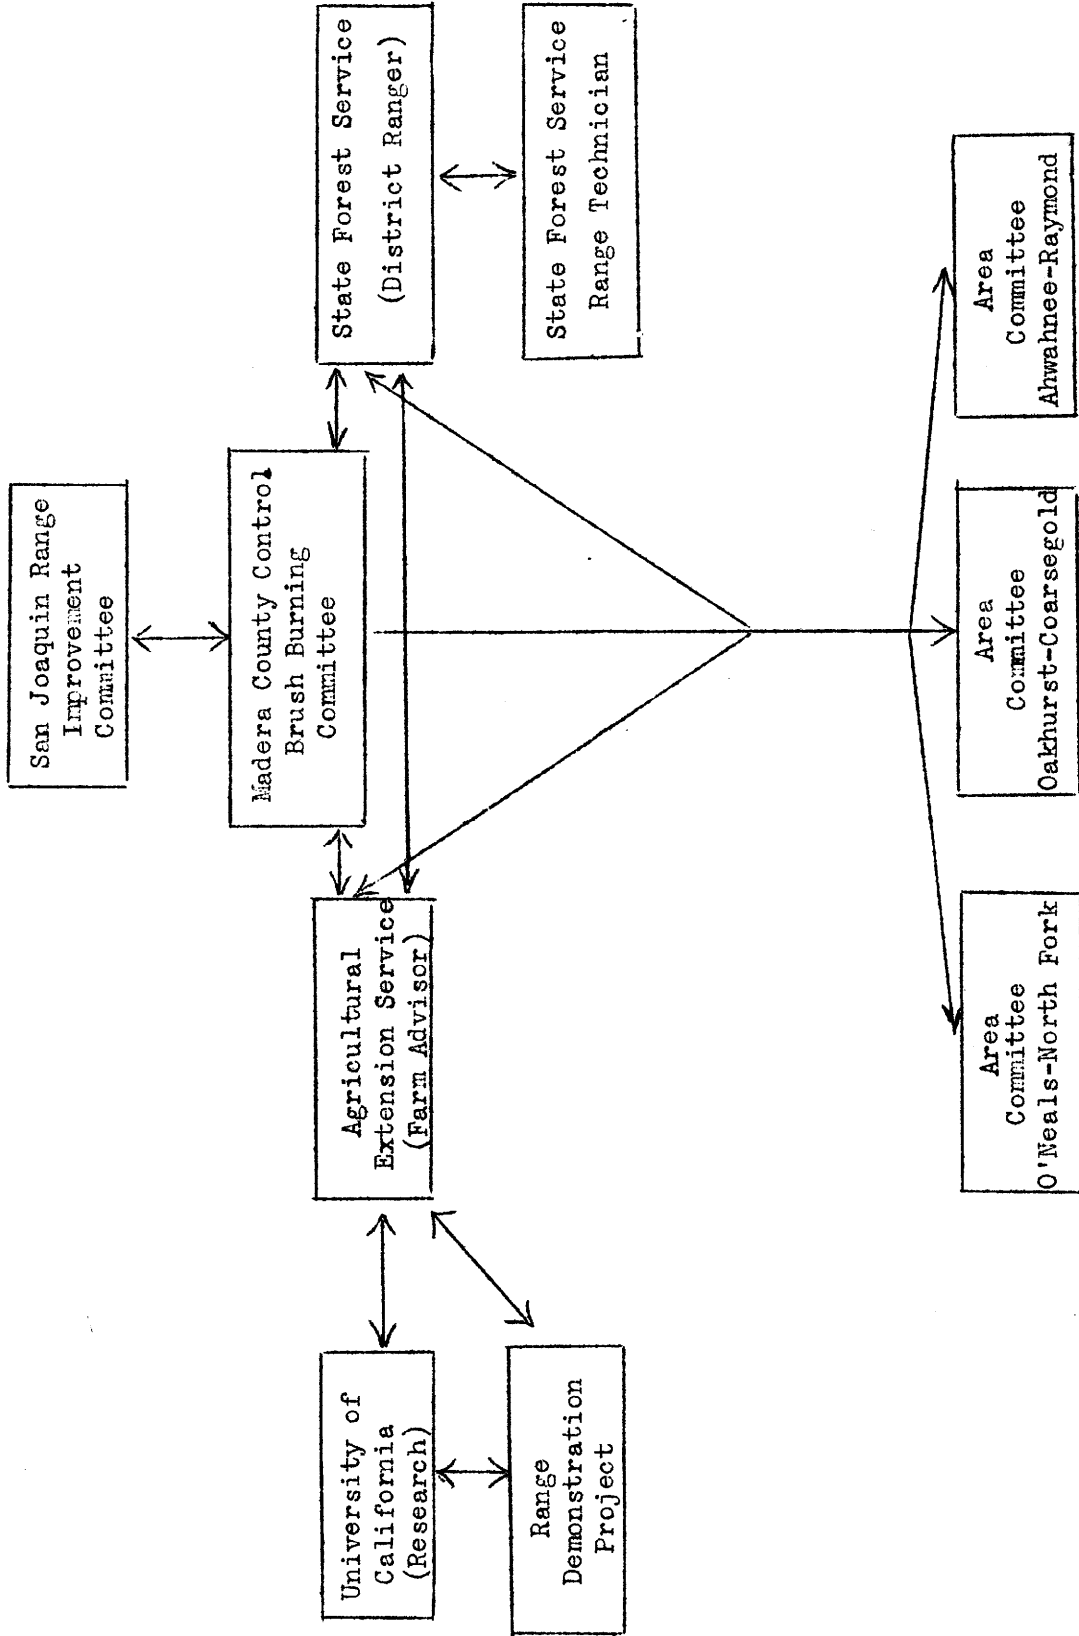 San Joaquin Range
Improvement
Committee
Madera County Control
Brush Burning
Committee
University of
California
(Research)
Agricultural
Extension Service
(Farm Advisor)
State Forest Service
(District Ranger)
Range
Demonstration
Project
State Forest Service
Range Technician
Area
Committee
O'Neals-North Fork
Area
Committee
Oakhurst-Coarsegold
Area
Committee
Ahwahnee-Raymond